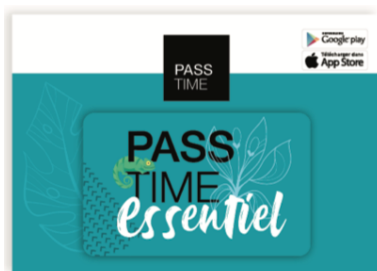 Google play
Télécharger dans
App Store
PASS
TIME
PASS
TIME
essentiel